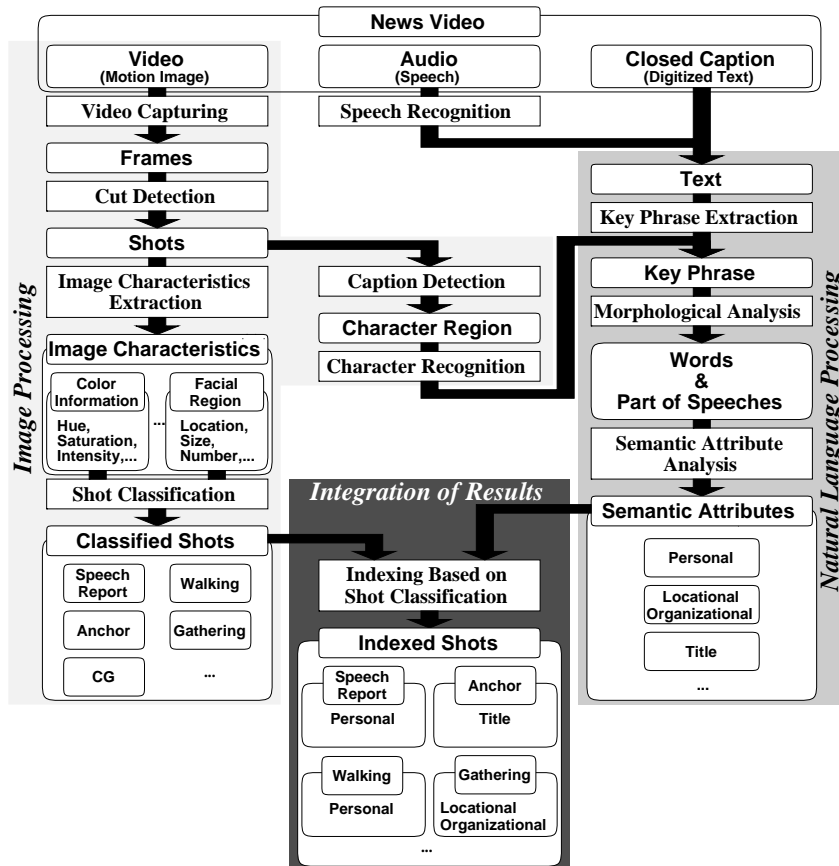 News Video
Video
(Motion Image)
Audio
(Speech)
Closed Caption
(Digitized Text)
Video Capturing
Speech Recognition
Frames
Cut Detection
Shots
Image Characteristics
Extraction
Image Characteristics
Color
Information
Hue,
Saturation,
Intensity,...
...
Facial
Region
Location,
Size,
Number,...
Shot Classification
Classified Shots
Speech
Report
Walking
Anchor
Gathering
CG
...
Image Processing
Caption Detection
Character Region
Character Recognition
Text
Key Phrase Extraction
Key Phrase
Morphological Analysis
Words
&
Part of Speeches
Semantic Attribute
Analysis
Semantic Attributes
Personal
Locational
Organizational
Title
...
Natural Language Processing
Integration of Results
Indexing Based on
Shot Classification
Indexed Shots
Speech
Report
Personal
Anchor
Title
Walking
Personal
Gathering
Locational
Organizational
...